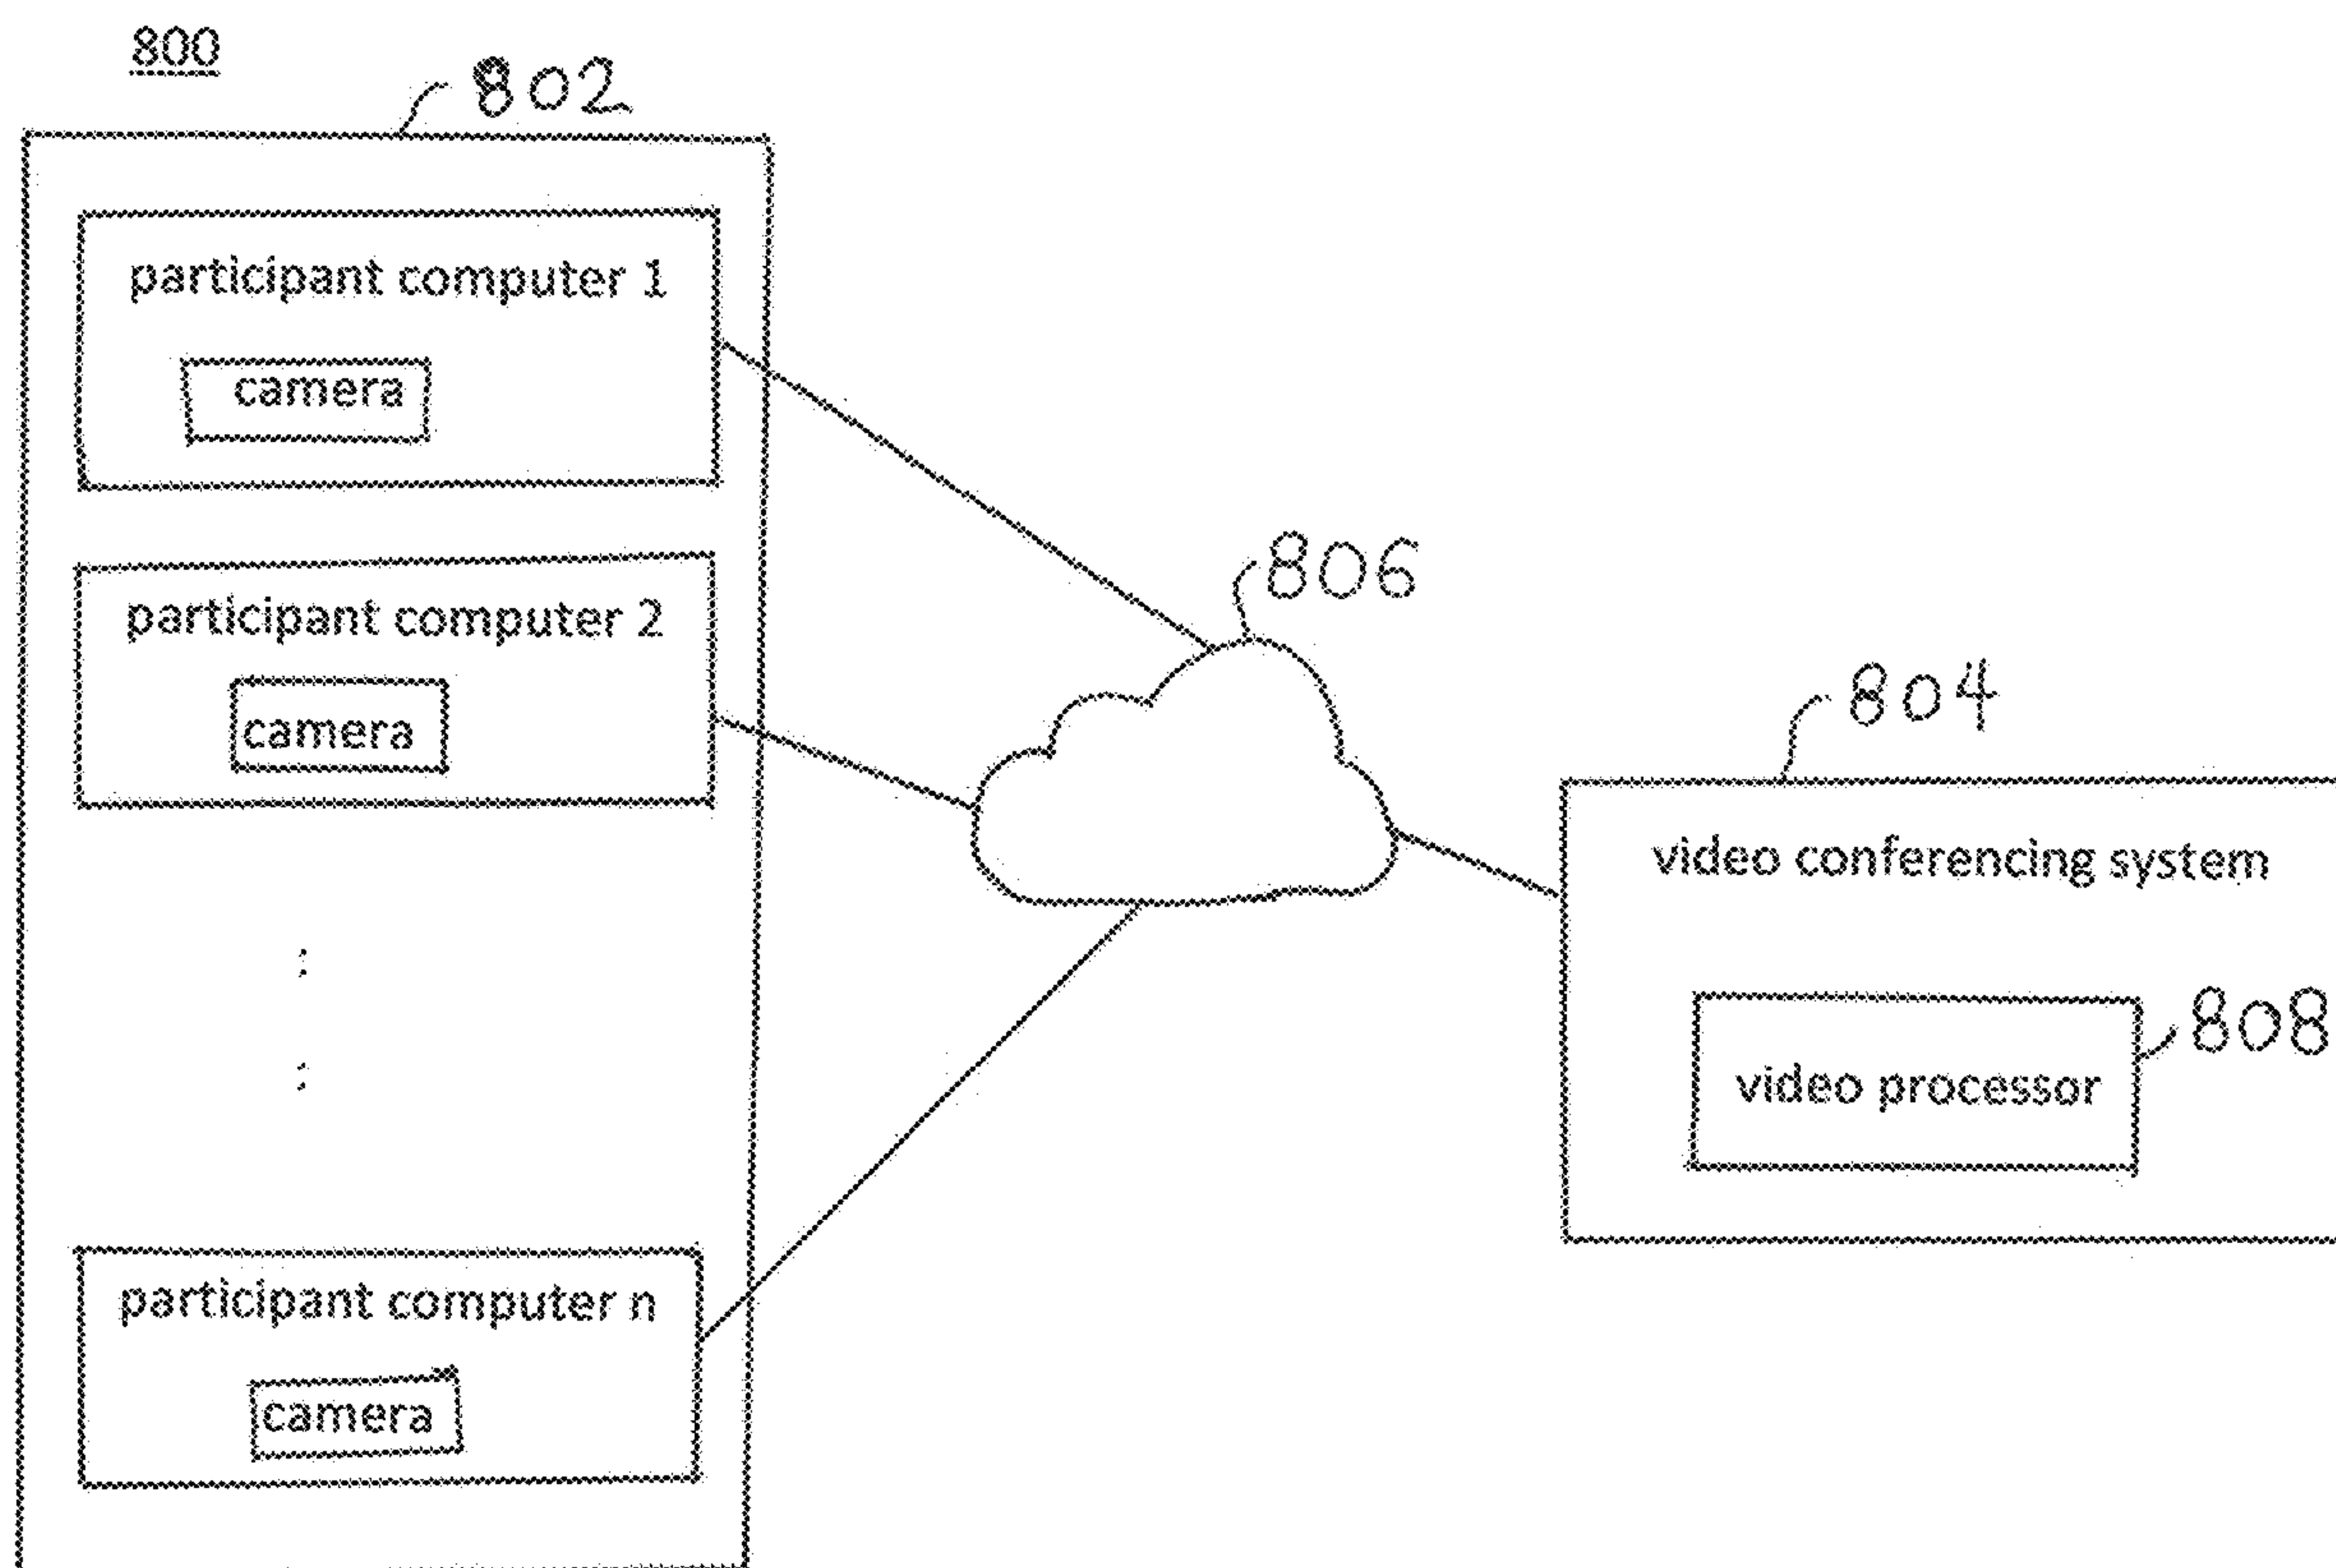 800
802
participant computer 1
camera
participant computer 2
camera
:
:
participant computer n
camera
806
804
video conferencing system
video processor
808